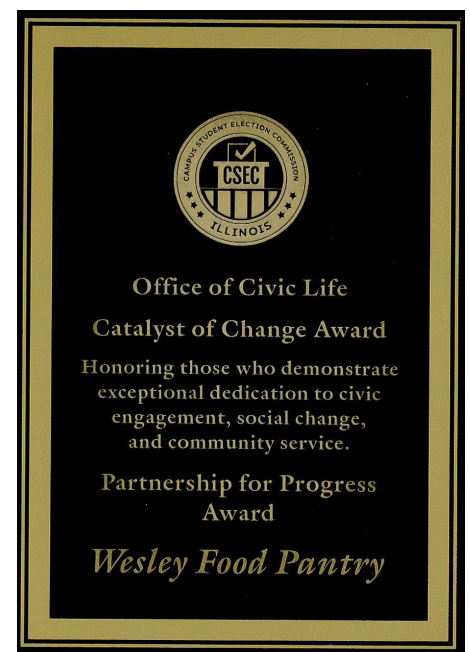 CAMPUS STUDENT ELECTION COMMISSION
CSEC
ILLINOIS
Office of Civic Life
Catalyst of Change Award
Honoring those who demonstrate
exceptional dedication to civic
engagement, social change,
and community service.
Partnership for Progress
Award
Wesley Food Pantry